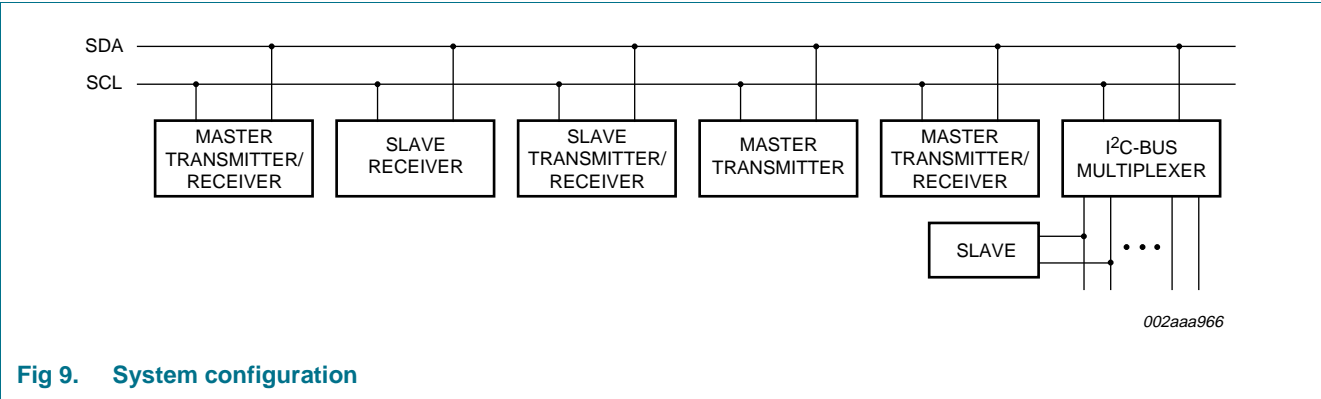 SDA
SCL
MASTER
TRANSMITTER/
RECEIVER
SLAVE
RECEIVER
SLAVE
TRANSMITTER/
RECEIVER
MASTER
TRANSMITTER
MASTER
TRANSMITTER/
RECEIVER
I²C-BUS
MULTIPLEXER
SLAVE
002aaa966
Fig 9. System configuration